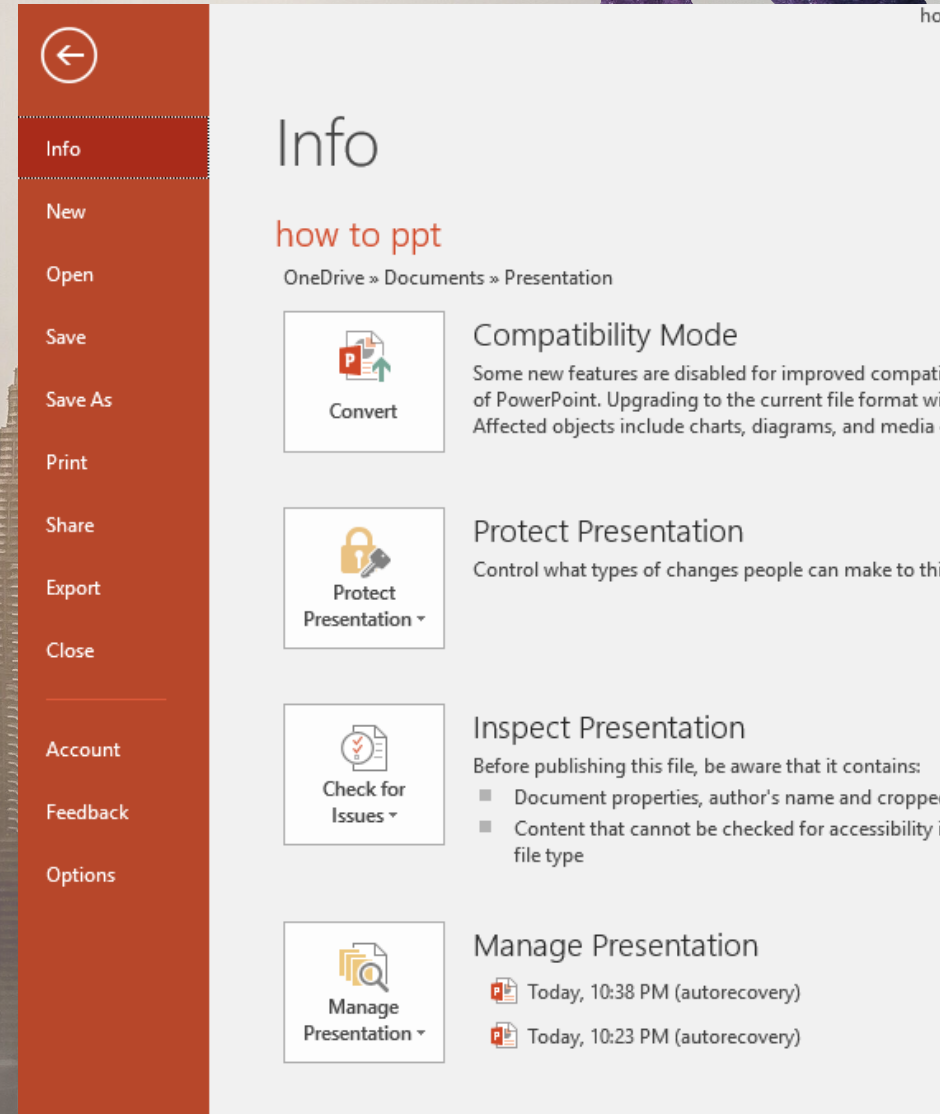 Info
New
Open
Save
Save As
Print
Share
Export
Close
Account
Feedback
Options
Info
how to ppt
OneDrive » Documents » Presentation
Convert
Compatibility Mode
Some new features are disabled for improved
of PowerPoint. Upgrading to the current file format
Affected objects include charts, diagrams, and media
Protect
Presentation
Protect Presentation
Control what types of changes people can make to
Check for
Issues
Inspect Presentation
Before publishing this file, be aware that it contains:
Document properties, author's name and
Content that cannot be checked for accessibility
file type
Manage
Presentation
Manage Presentation
Today, 10:38 PM (autorecovery)
Today, 10:23 PM (autorecovery)